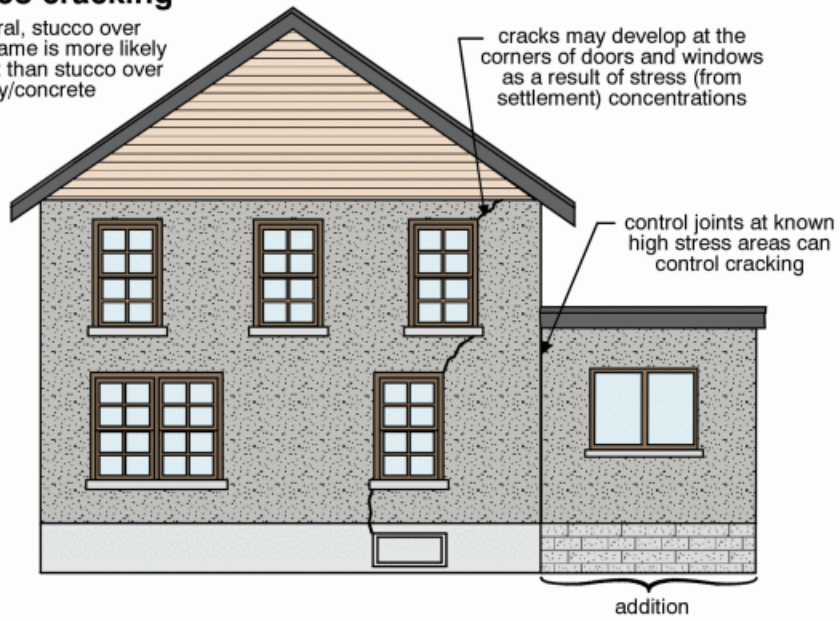 cracking
ral, stucco over
ame is more likely
than stucco over
y/concrete
cracks may develop at the
corners of doors and windows
as a result of stress (from
settlement) concentrations
control joints at known
high stress areas can
control cracking
addition